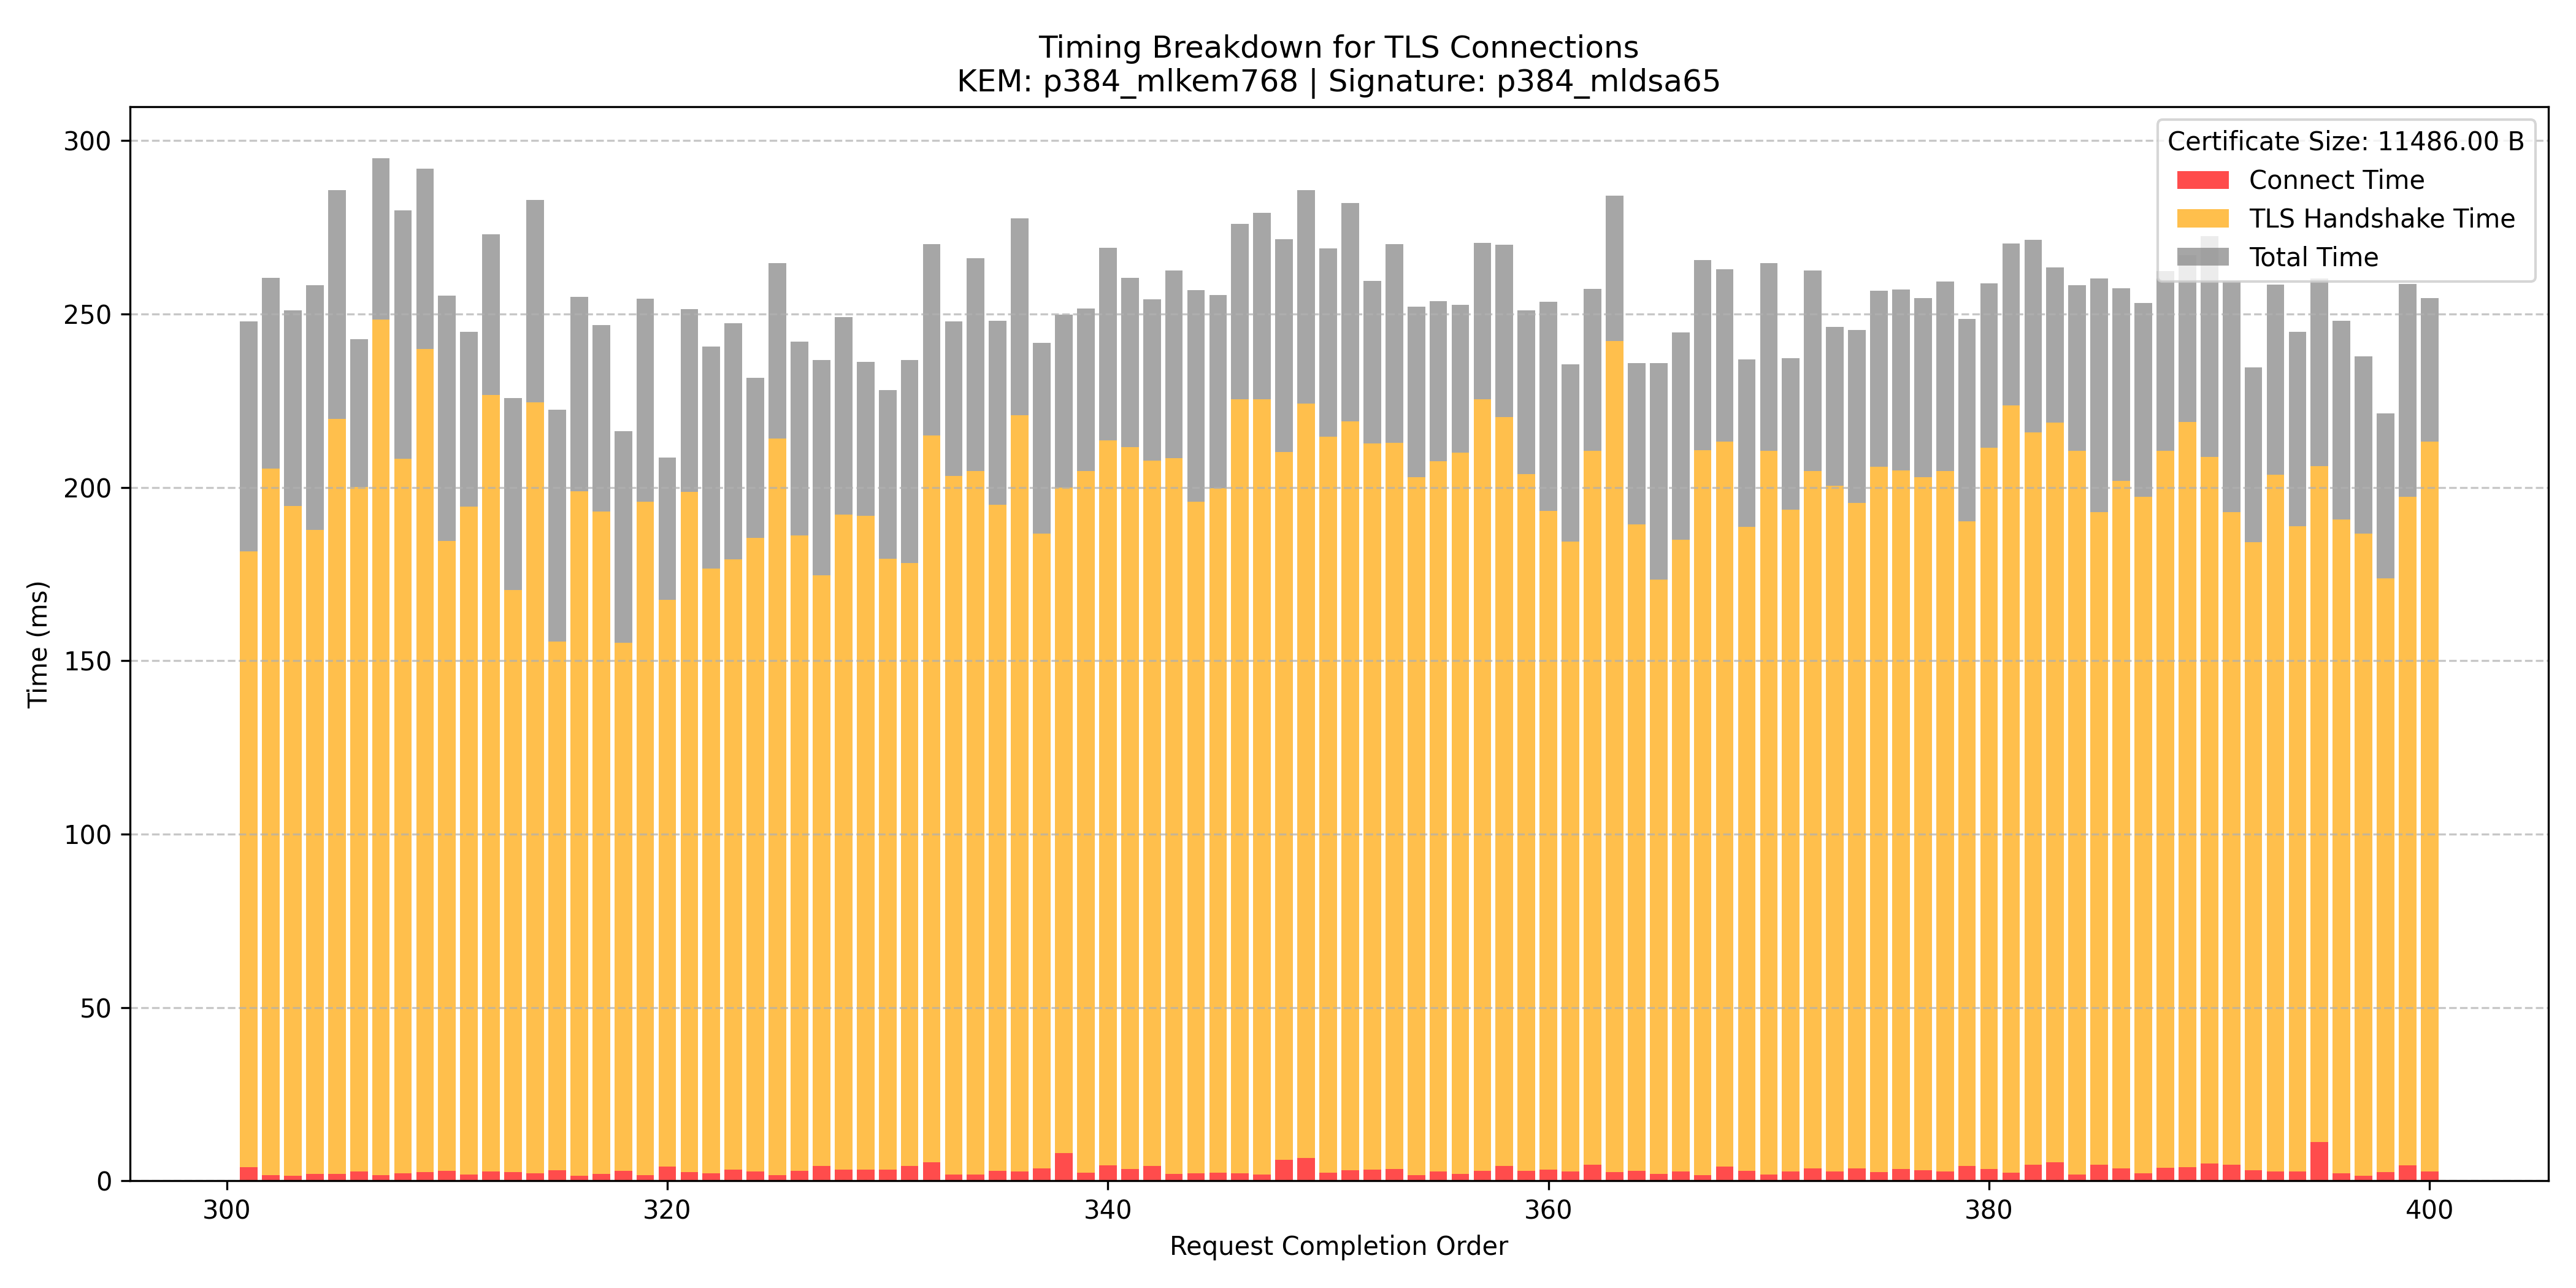 Timing Breakdown for TLS Connections
KEM: p384_mlkem768 | Signature: p384_mldsa65
Certificate Size: 11486.00 B
Connect Time
TLS Handshake Time
Total Time
Time (ms)
300
250
200
150
100
50
0
300 320 340 360 380 400
Request Completion Order